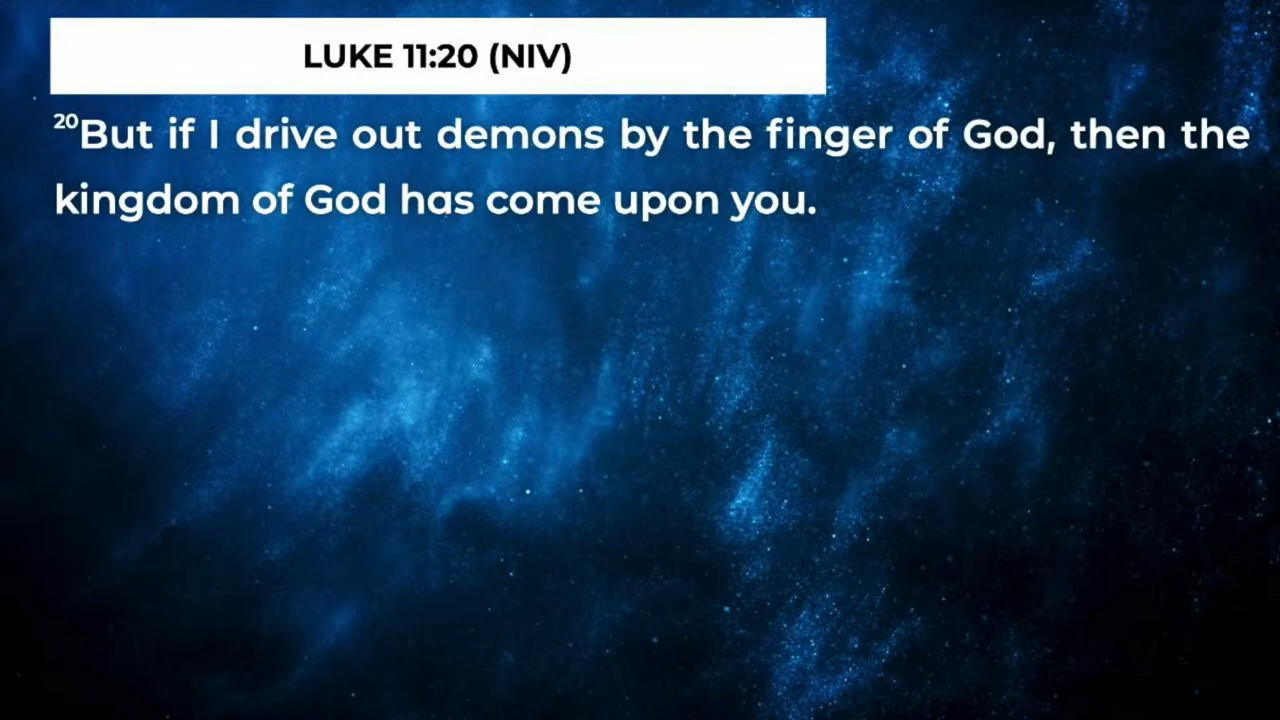 LUKE 11:20 (NIV)
²⁰But if I drive out demons by the finger of God, then the
kingdom of God has come upon you.